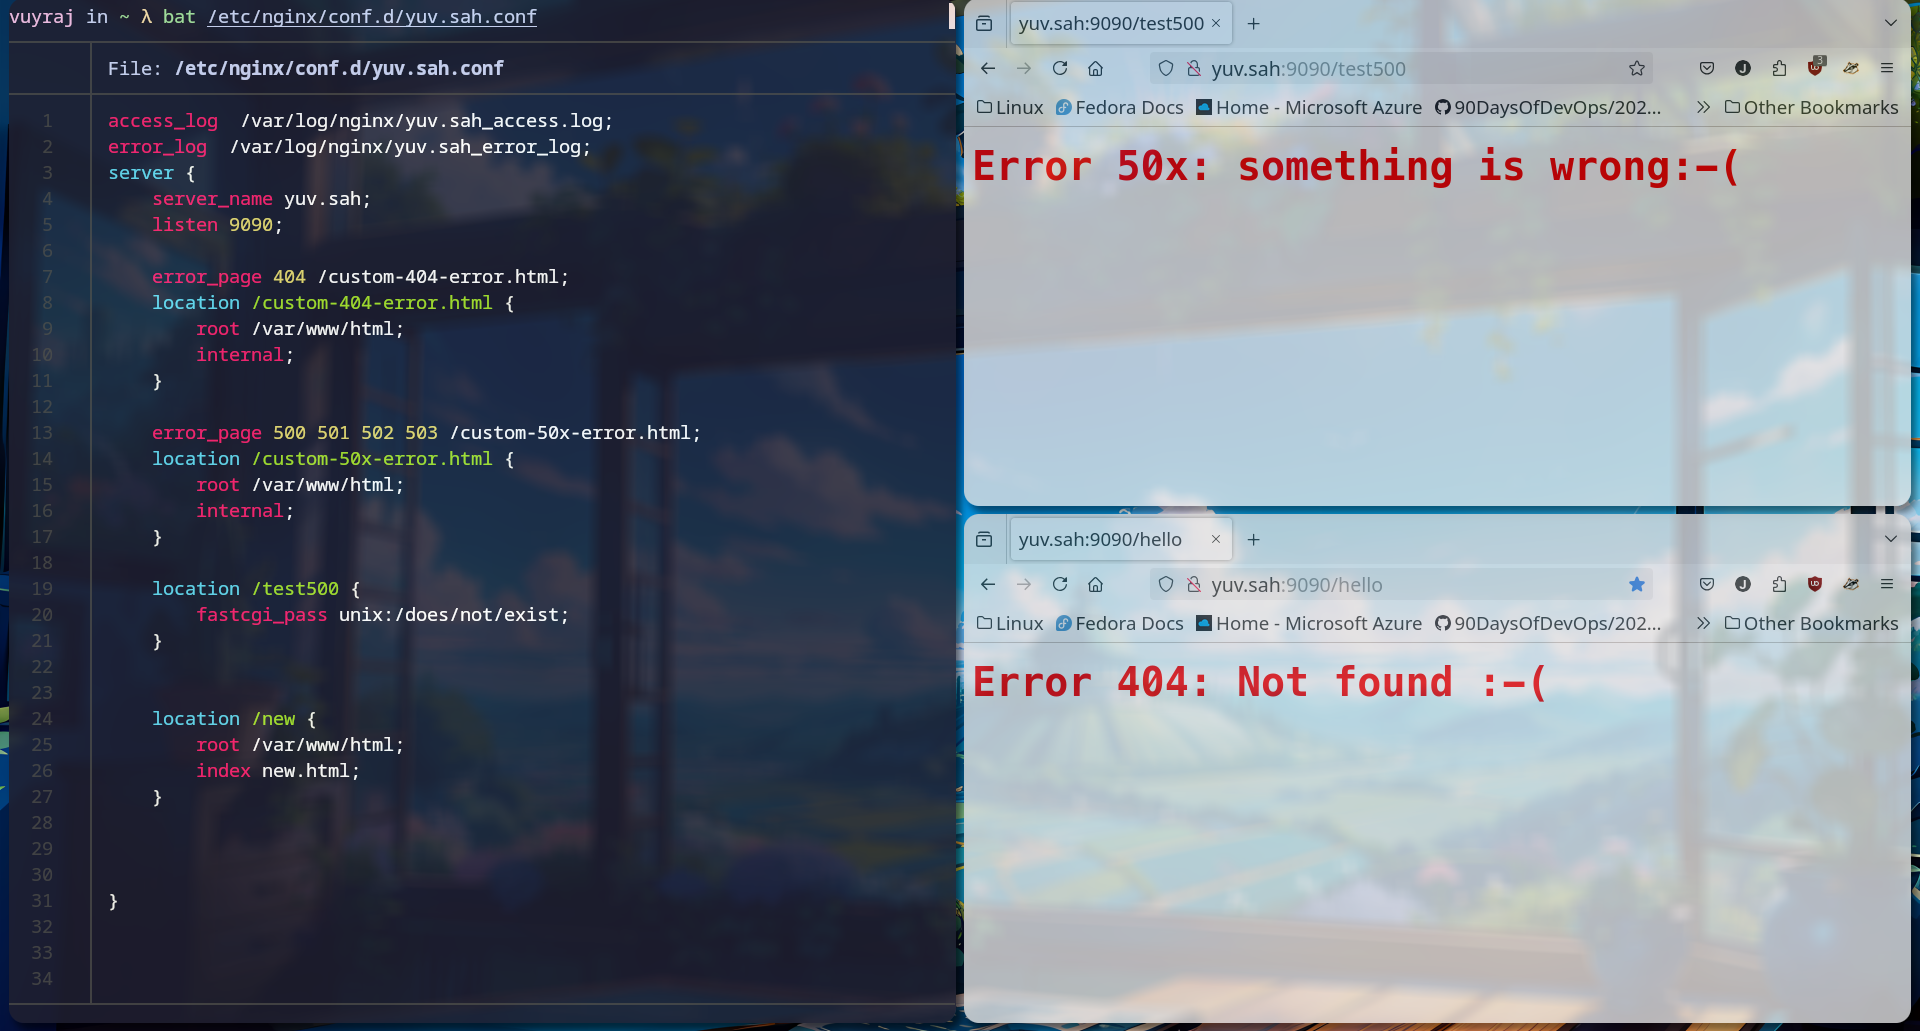 vuyraj in ~ λ bat /etc/nginx/conf.d/yuv.sah.conf
File: /etc/nginx/conf.d/yuv.sah.conf
1 access_log  /var/log/nginx/yuv.sah_access.log;
2 error_log  /var/log/nginx/yuv.sah_error_log;
3 server {
4     server_name yuv.sah;
5     listen 9090;
6
7     error_page 404 /custom-404-error.html;
8     location /custom-404-error.html {
9         root /var/www/html;
10         internal;
11     }
12
13     error_page 500 501 502 503 /custom-50x-error.html;
14     location /custom-50x-error.html {
15         root /var/www/html;
16         internal;
17     }
18
19     location /test500 {
20         fastcgi_pass unix:/does/not/exist;
21     }
22
23
24     location /new {
25         root /var/www/html;
26         index new.html;
27     }
28
29
30
31 }
32
33
34
yuv.sah:9090/test500
yuv.sah:9090/test500
3
Linux Fedora Docs Home - Microsoft Azure 90DaysOfDevOps/202... Other Bookmarks
Error 50x: something is wrong:-(
yuv.sah:9090/hello
yuv.sah:9090/hello
Linux Fedora Docs Home - Microsoft Azure 90DaysOfDevOps/202... Other Bookmarks
Error 404: Not found :-(